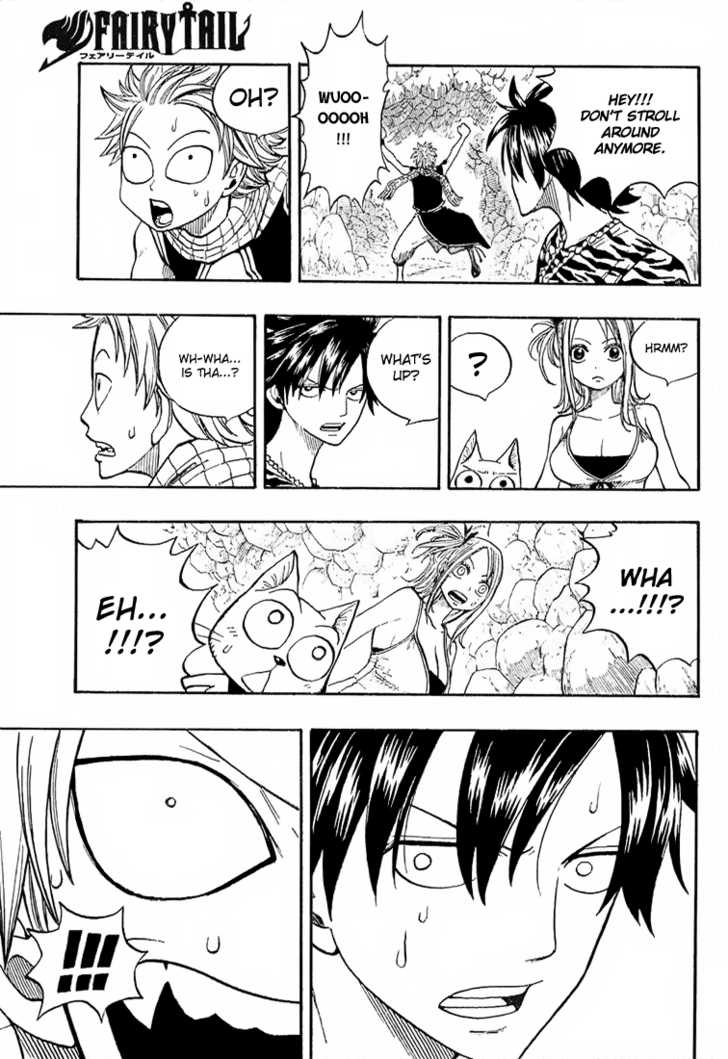 FAIRY TAIL
フェアリーテイル
HEY!!!
DON'T STROLL
AROUND
ANYMORE.
WUOO-
OOOOH
!!!
OH?
HRMM?
?
WHAT'S
UP?
WH-WHA...
IS THA...?
WHA
...!!!?
EH...
!!!?
!!!